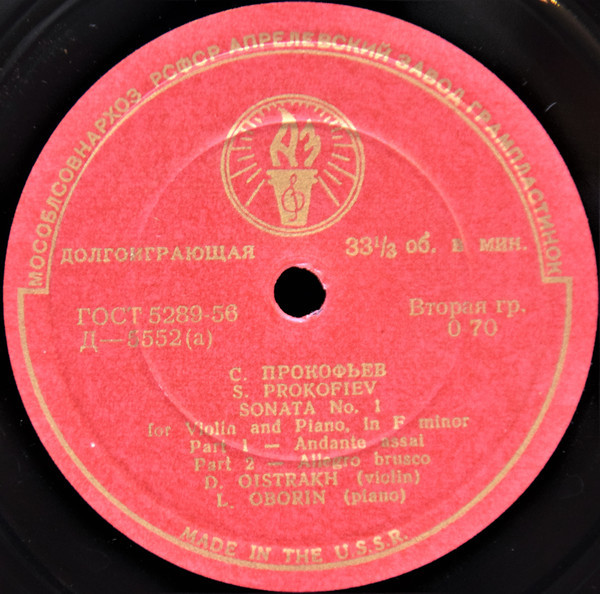 МОСОБЛСОВНАРХОЗ РСФСР АПРЕЛЕВСКИЙ ЗАВОД ГРАМПЛАСТИНОК
АЗ
ДОЛГОИГРАЮЩАЯ
33⅓ об. в мин.
ГОСТ 5289-56
Д—5552(а)
Вторая гр.
0 70
С. ПРОКОФЬЕВ
S. PROKOFIEV
SONATA No. 1
for Violin and Piano, in F minor
Part 1 — Andante assai
Part 2 — Allegro brusco
D. OISTRAKH (violin)
L. OBORIN (piano)
MADE IN THE U.S.S.R.